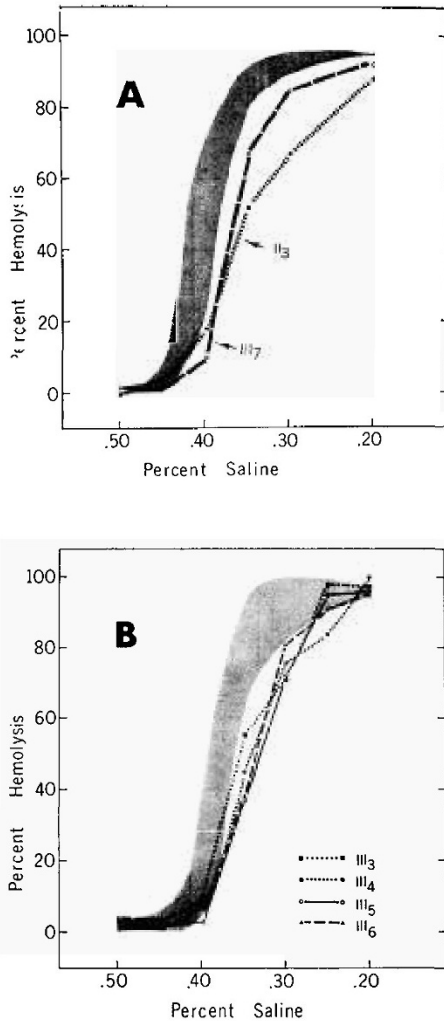 A
100
80
60
40
20
0
Percent Hemolysis
II3
III7
.50 .40 .30 .20
Percent Saline
B
100
80
60
40
20
0
Percent Hemolysis
III3
III4
III5
III6
.50 .40 .30 .20
Percent Saline